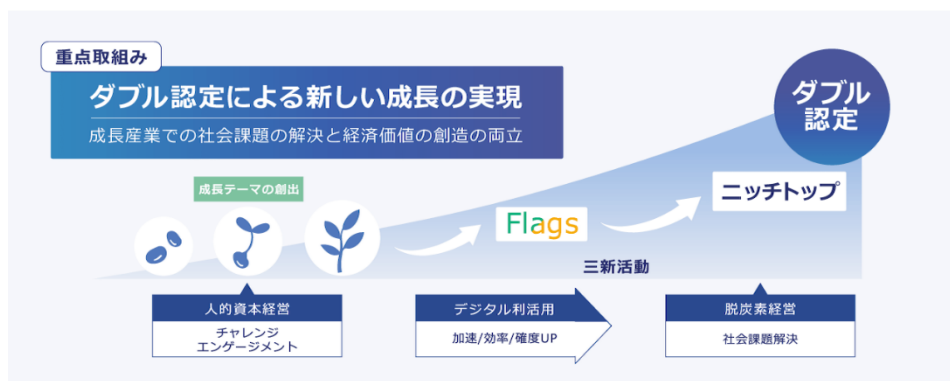 重点取組み
ダブル認定による新しい成長の実現
成長産業での社会課題の解決と経済価値の創造の両立
ダブル
認定
成長テーマの創出
Flags
ニッチトップ
三新活動
人的資本経営
チャレンジ
エンゲージメント
デジタル利活用
加速/効率/確度UP
脱炭素経営
社会課題解決